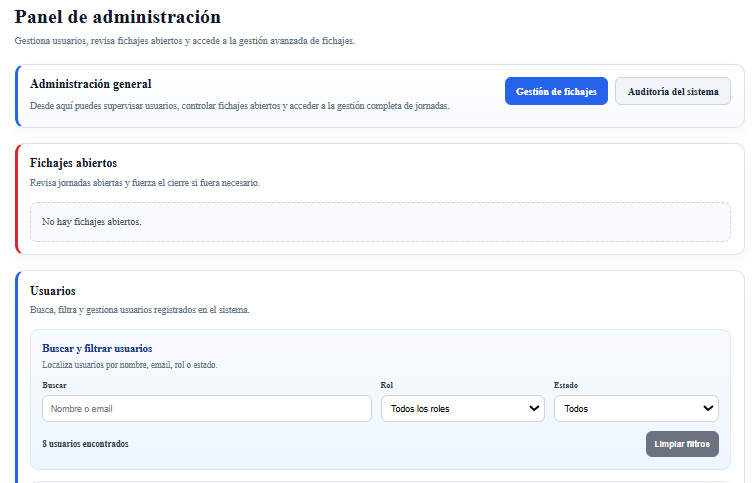 Panel de administración
Gestiona usuarios, revisa fichajes abiertos y accede a la gestión avanzada de fichajes.
Administración general
Desde aquí puedes supervisar usuarios, controlar fichajes abiertos y acceder a la gestión completa de jornadas.
Gestión de fichajes
Auditoría del sistema
Fichajes abiertos
Revisa jornadas abiertas y fuerza el cierre si fuera necesario.
No hay fichajes abiertos.
Usuarios
Busca, filtra y gestiona usuarios registrados en el sistema.
Buscar y filtrar usuarios
Localiza usuarios por nombre, email, rol o estado.
Buscar
Rol
Estado
Nombre o email
Todos los roles
Todos
8 usuarios encontrados
Limpiar filtros